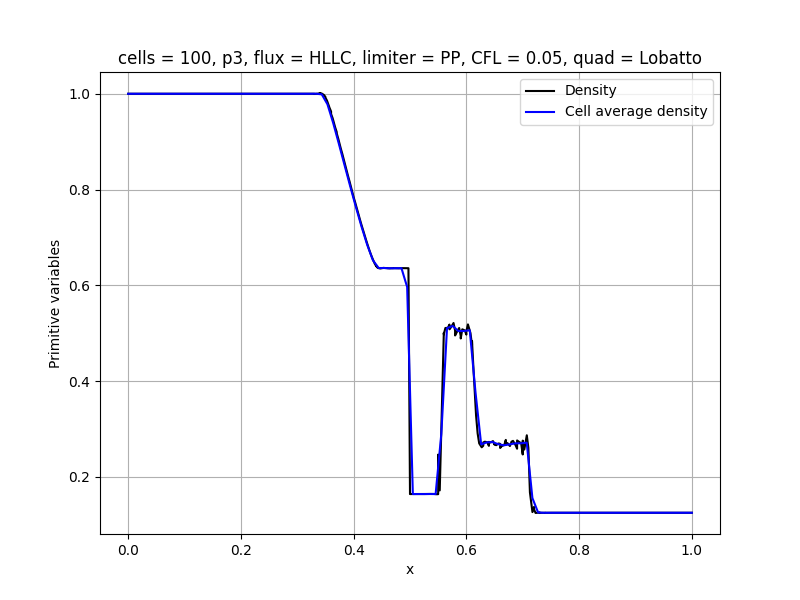 cells = 100, p3, flux = HLLC, limiter = PP, CFL = 0.05, quad = Lobatto
Density
Cell average density
Primitive variables
1.0
0.8
0.6
0.4
0.2
0.0 0.2 0.4 0.6 0.8 1.0
x